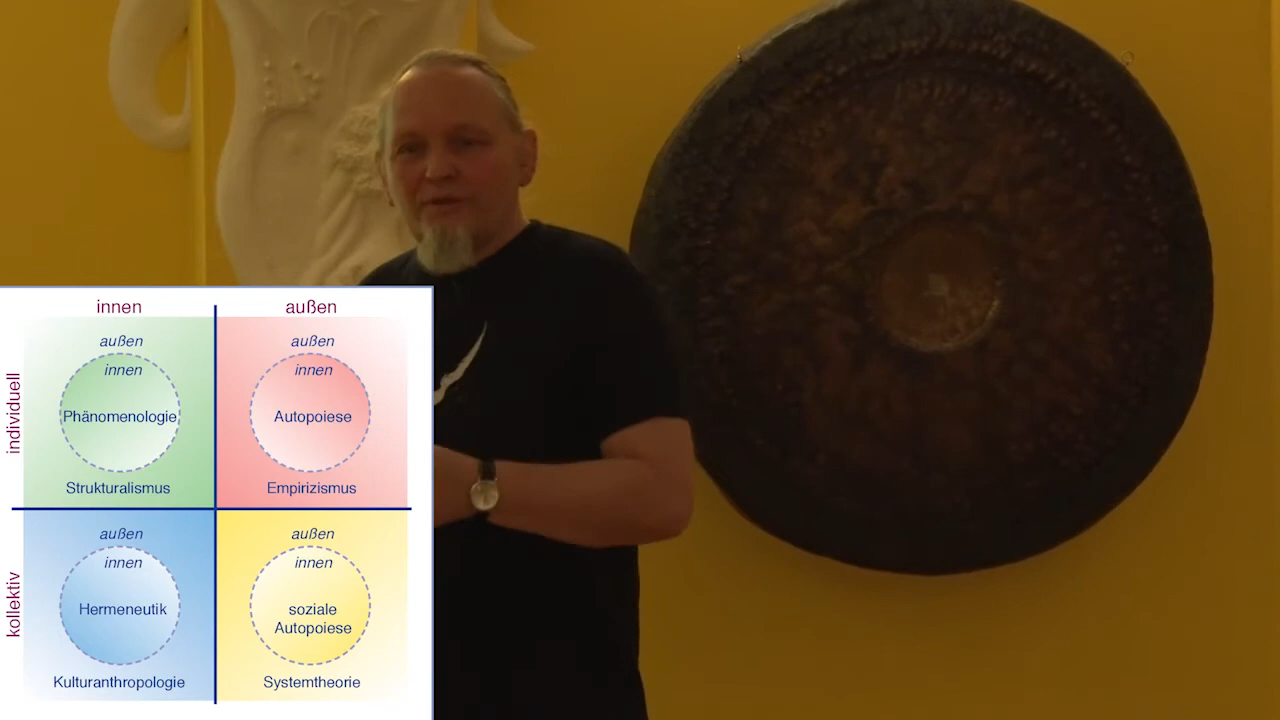 innen
außen
individuell
außen
innen
Phänomenologie
Strukturalismus
außen
innen
Autopoiese
Empirizismus
kollektiv
außen
innen
Hermeneutik
Kulturanthropologie
außen
innen
soziale
Autopoiese
Systemtheorie